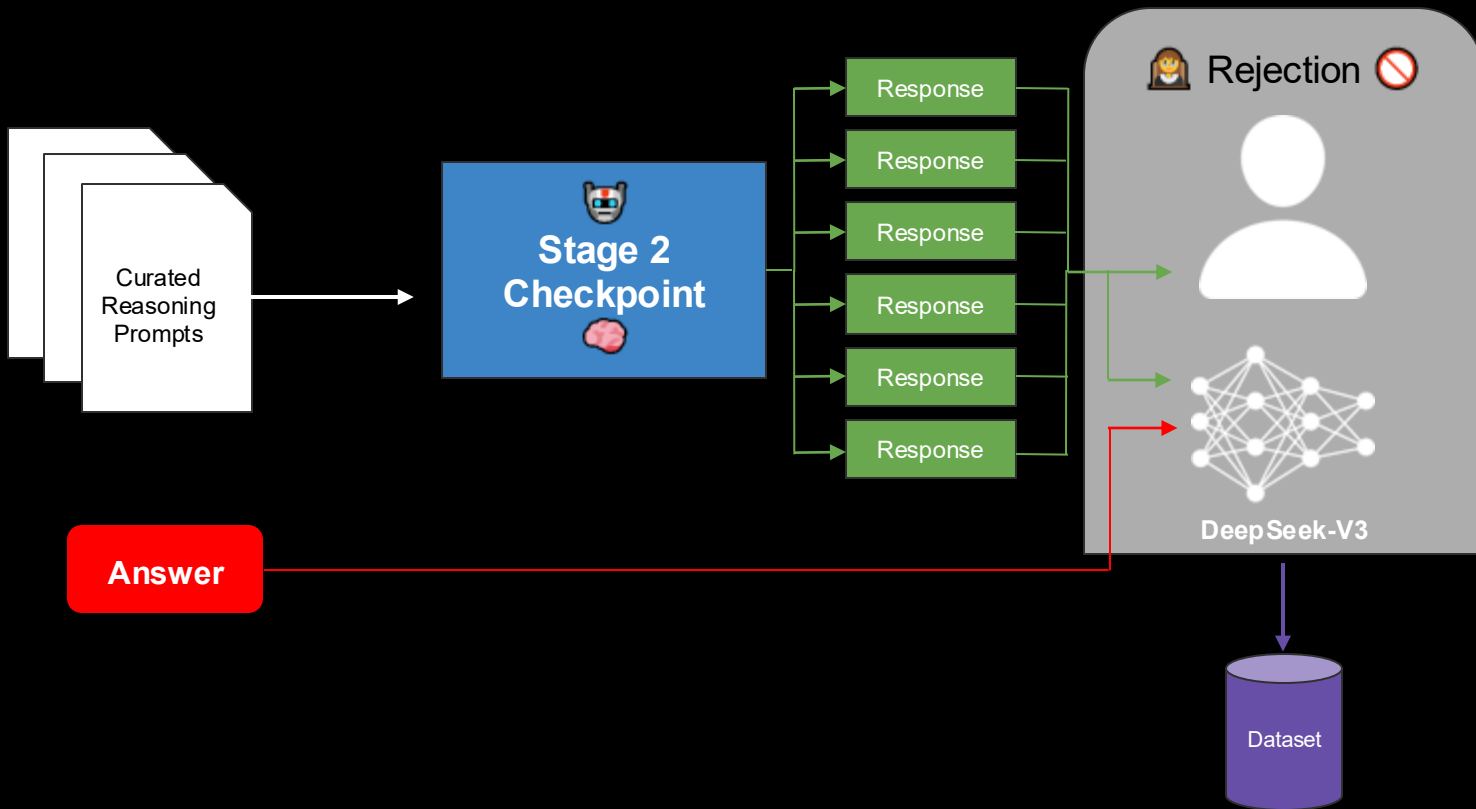 Rejection
Response
Response
Response
Response
Response
Response
Stage 2
Checkpoint
Curated
Reasoning
Prompts
DeepSeek-V3
Answer
Dataset